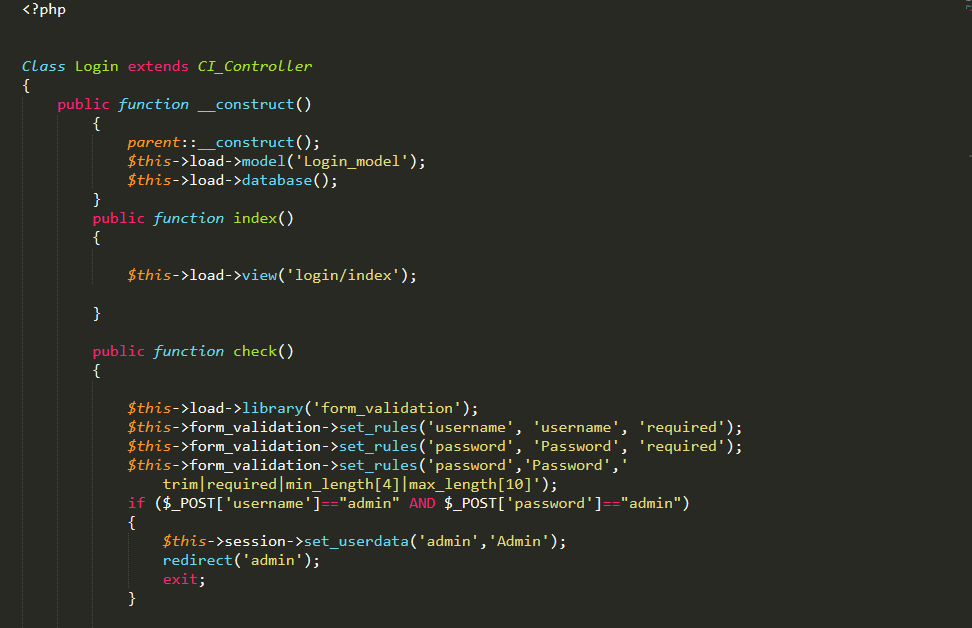 <?php
Class Login extends CI_Controller
{
public function __construct()
{
parent::__construct();
$this->load->model('Login_model');
$this->load->database();
}
public function index()
{
$this->load->view('login/index');
}
public function check()
{
$this->load->library('form_validation');
$this->form_validation->set_rules('username', 'username', 'required');
$this->form_validation->set_rules('password', 'Password', 'required');
$this->form_validation->set_rules('password','Password','
trim|required|min_length[4]|max_length[10]');
if ($_POST['username']=="admin" AND $_POST['password']=="admin")
{
$this->session->set_userdata('admin','Admin');
redirect('admin');
exit;
}